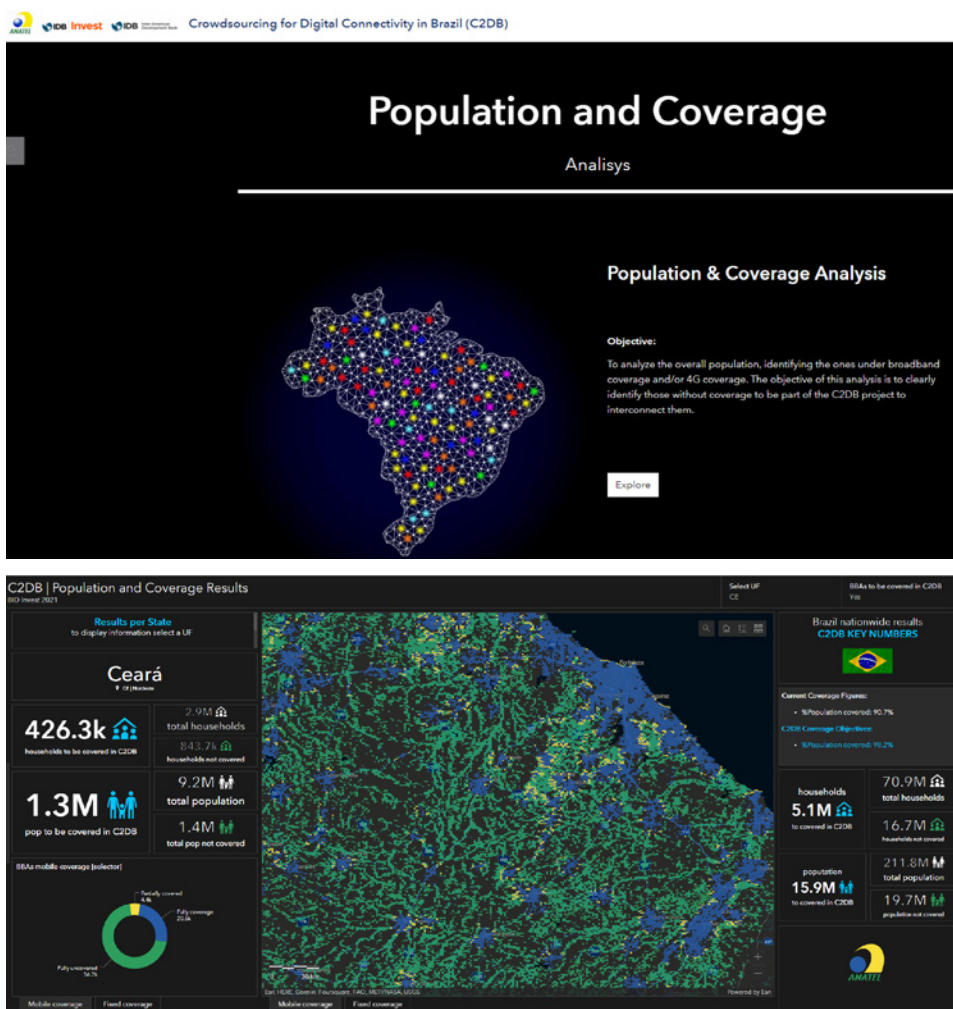 ANATEL IDB Invest IDB Inter-American Development Bank Crowdsourcing for Digital Connectivity in Brazil (C2DB)
Population and Coverage
Analisys
Population & Coverage Analysis
Objective:
To analyze the overall population, identifying the ones under broadband
coverage and/or 4G coverage. The objective of this analysis is to clearly
identify those without coverage to be part of the C2DB project to
interconnect them.
Explore
C2DB | Population and Coverage Results
BID Invest 2021
Select UF
CE
BBAs to be covered in C2DB
Yes
Results per State
to display information select a UF
Ceará
CE | Nordeste
426.3k
households to be covered in C2DB
2.9M
total households
843.7k
households not covered
1.3M
pop to be covered in C2DB
9.2M
total population
1.4M
total pop not covered
BBAs mobile coverage (selector)
Partially covered
Fully coverage
Fully uncovered
Mobile coverage Fixed coverage
Fortaleza
Mobile coverage Fixed coverage
Powered by Esri
Brazil nationwide results
C2DB KEY NUMBERS
Current Coverage Figures:
• %Population covered: 90.7%
C2DB Coverage Objectives:
• %Population covered: 98.2%
households
5.1M
to covered in C2DB
70.9M
total households
16.7M
households not covered
population
15.9M
to covered in C2DB
211.8M
total population
19.7M
population not covered
ANATEL